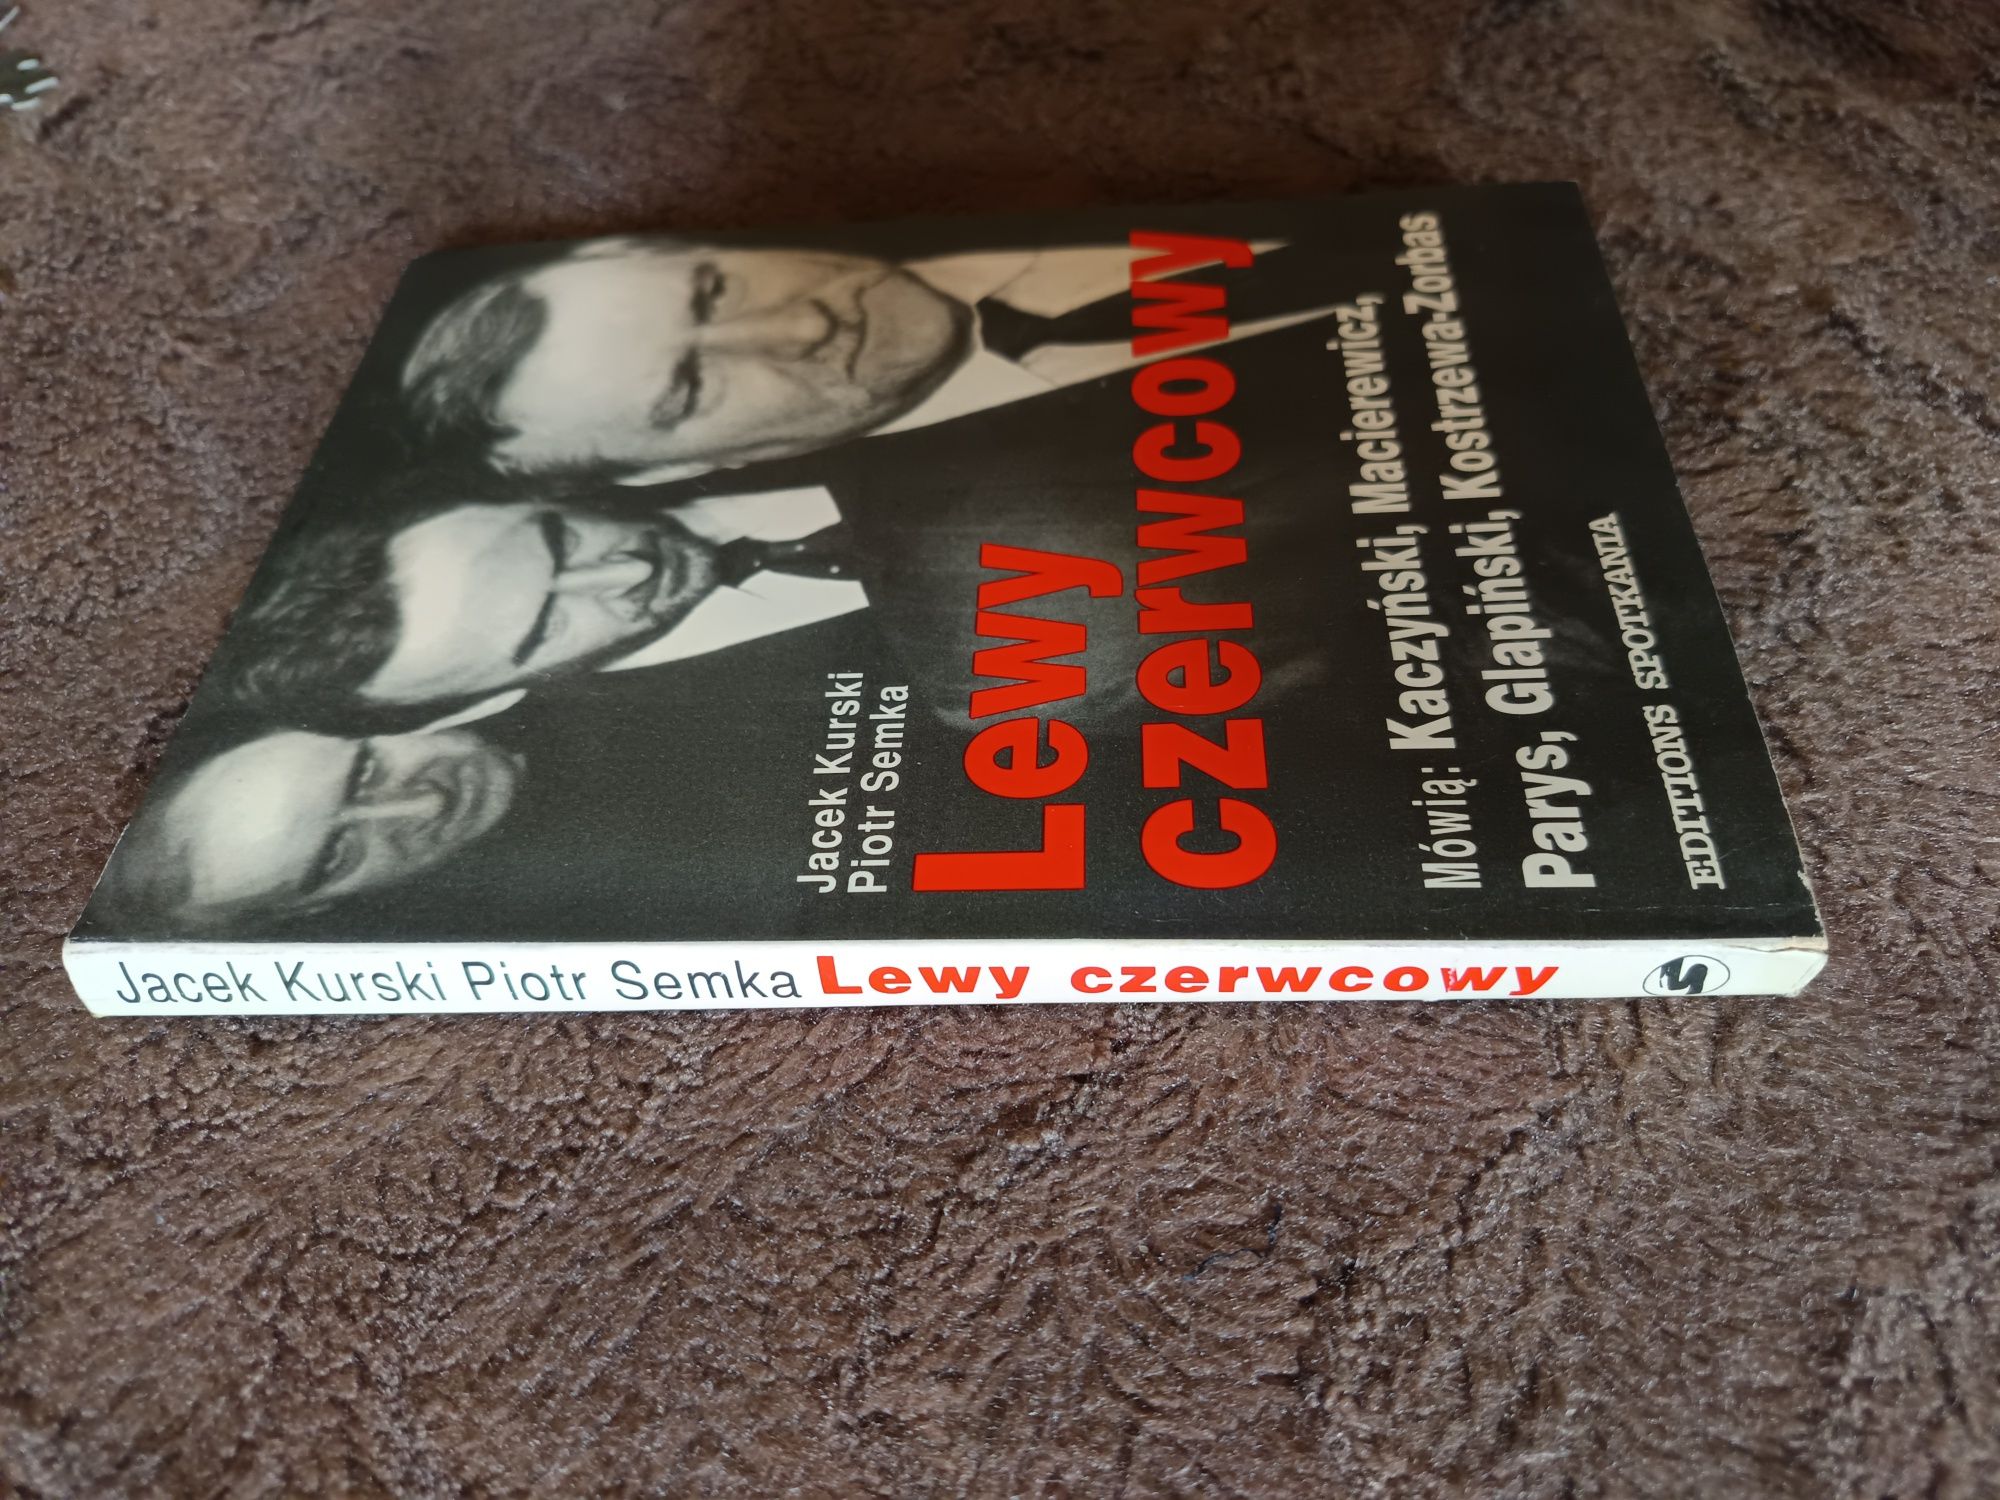 Jacek Kurski
Piotr Semka
Lewy
czerwcowy
Mówią: Kaczyński, Macierewicz,
Parys, Glapiński, Kostrzewa-Zorbas
EDITIONS SPOTKANIA
Jacek Kurski Piotr Semka Lewy czerwcowy